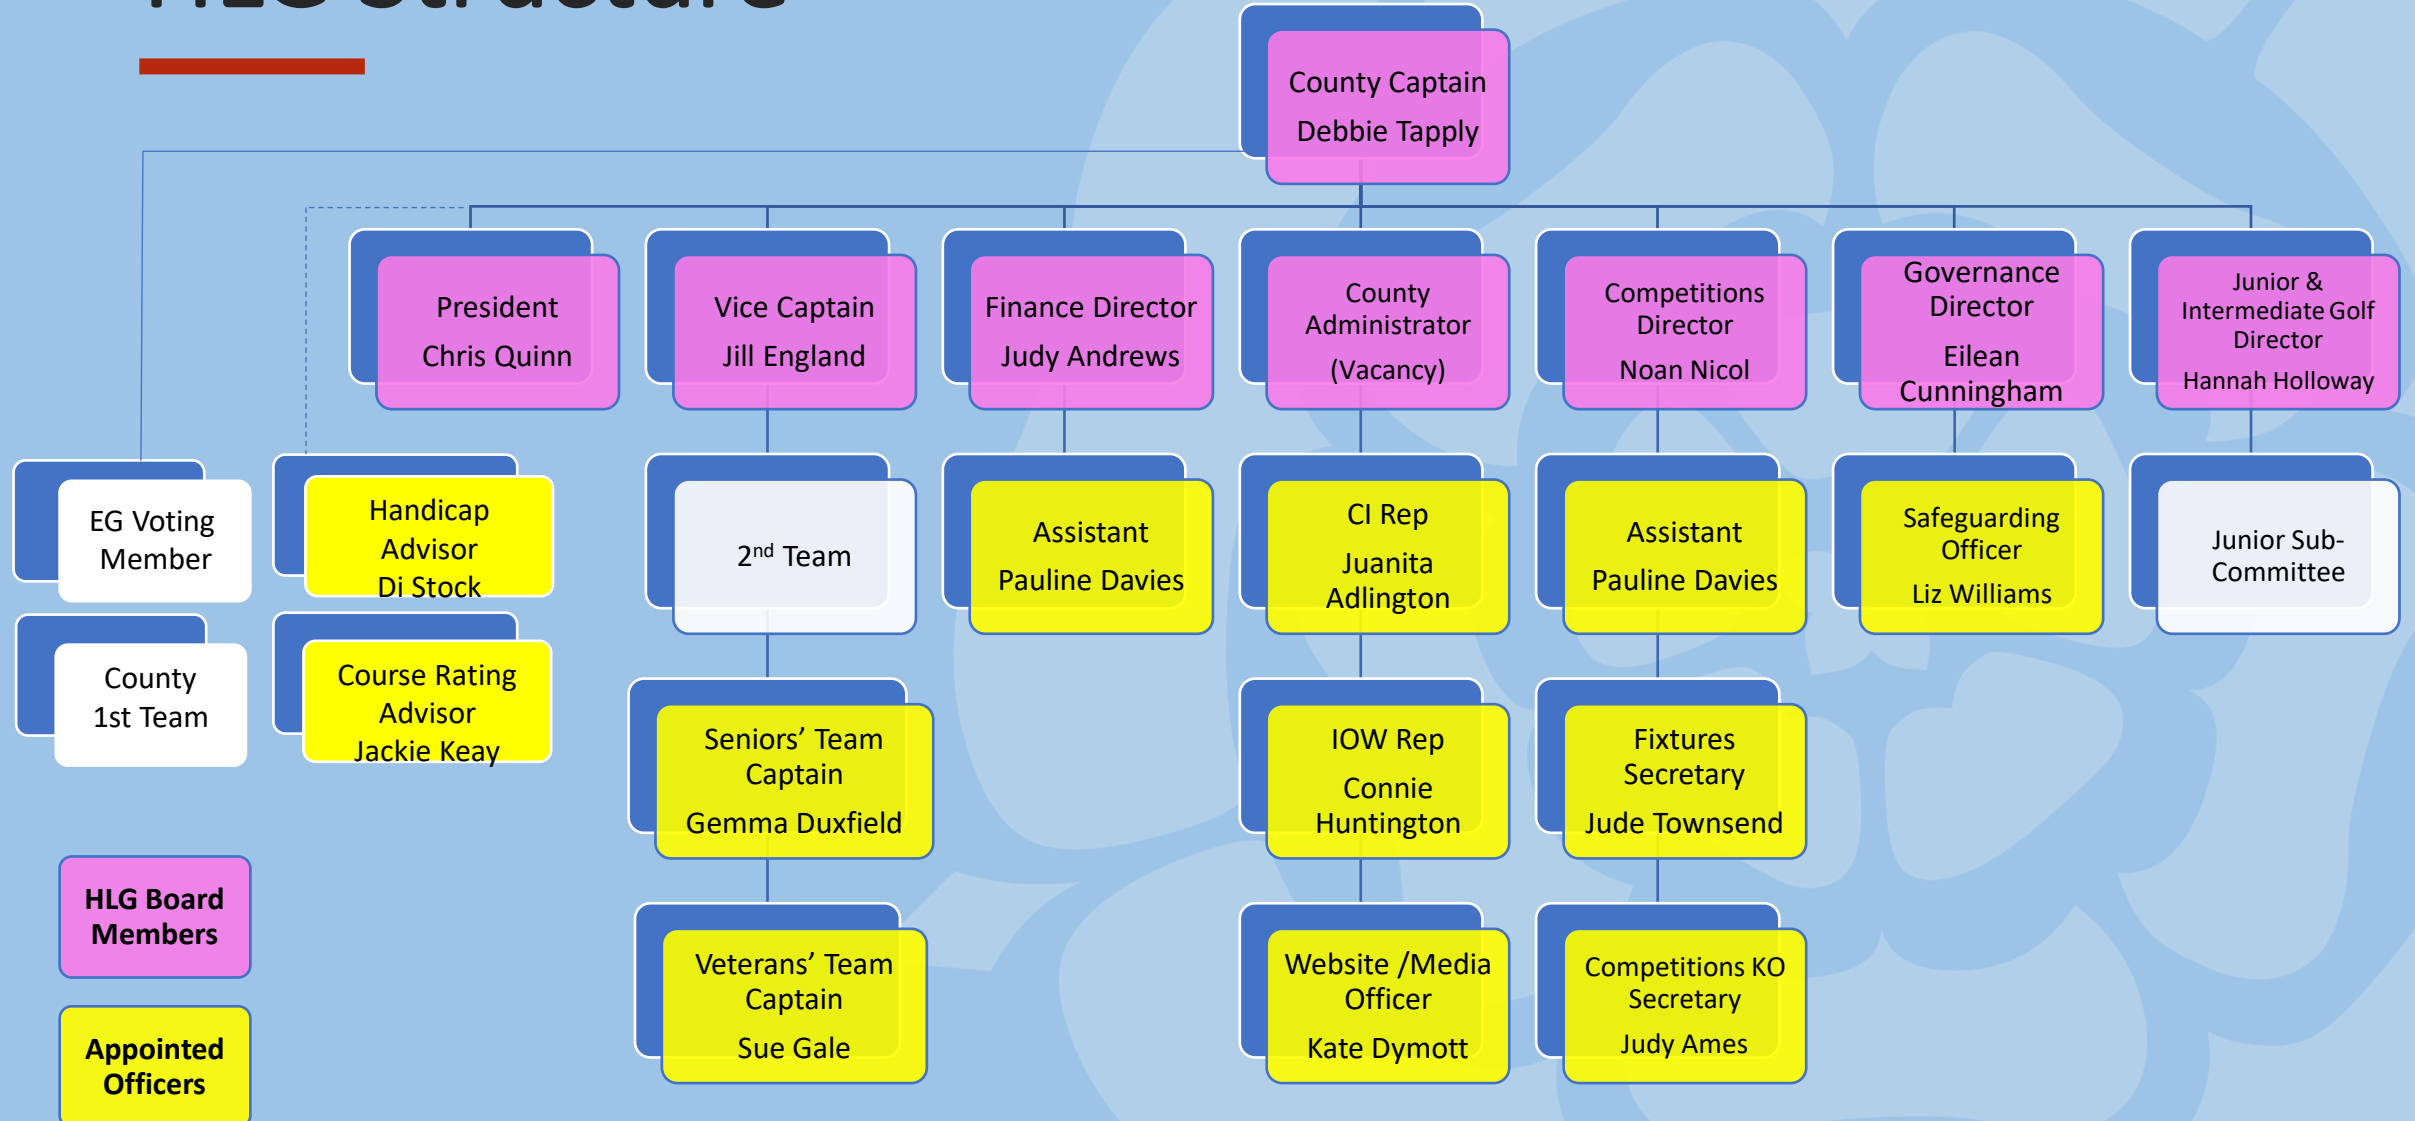 HLG Structure
County Captain
Debbie Tapply
President
Chris Quinn
Vice Captain
Jill England
Finance Director
Judy Andrews
County
Administrator
(Vacancy)
Competitions
Director
Noan Nicol
Governance
Director
Eilean
Cunningham
Junior &
Intermediate Golf
Director
Hannah Holloway
EG Voting
Member
Handicap
Advisor
Di Stock
2nd Team
Assistant
Pauline Davies
CI Rep
Juanita
Adlington
Assistant
Pauline Davies
Safeguarding
Officer
Liz Williams
Junior Sub-
Committee
County
1st Team
Course Rating
Advisor
Jackie Keay
Seniors’ Team
Captain
Gemma Duxfield
IOW Rep
Connie
Huntington
Fixtures
Secretary
Jude Townsend
HLG Board
Members
Veterans’ Team
Captain
Sue Gale
Website /Media
Officer
Kate Dymott
Competitions KO
Secretary
Judy Ames
Appointed
Officers